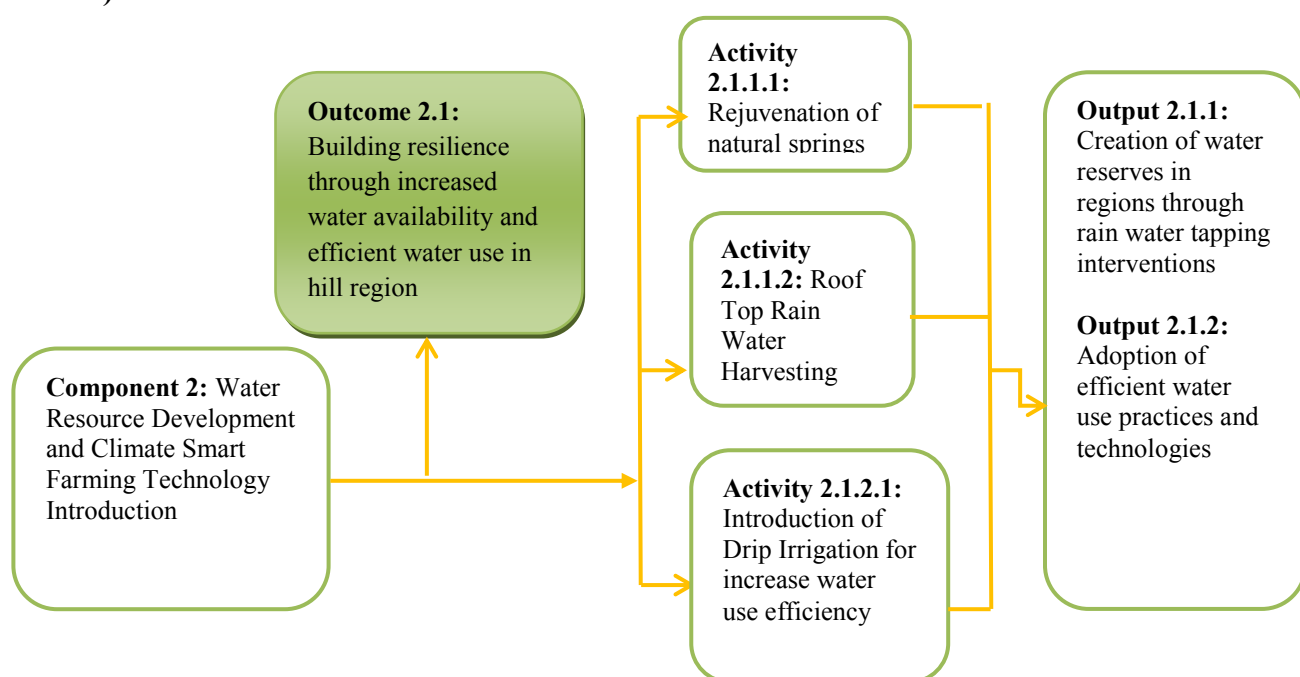 )
Component 2: Water
Resource Development
and Climate Smart
Farming Technology
Introduction
Outcome 2.1:
Building resilience
through increased
water availability and
efficient water use in
hill region
Activity
2.1.1.1:
Rejuvenation of
natural springs
Activity
2.1.1.2: Roof
Top Rain
Water
Harvesting
Activity 2.1.2.1:
Introduction of
Drip Irrigation for
increase water
use efficiency
Output 2.1.1:
Creation of water
reserves in
regions through
rain water tapping
interventions
Output 2.1.2:
Adoption of
efficient water
use practices and
technologies